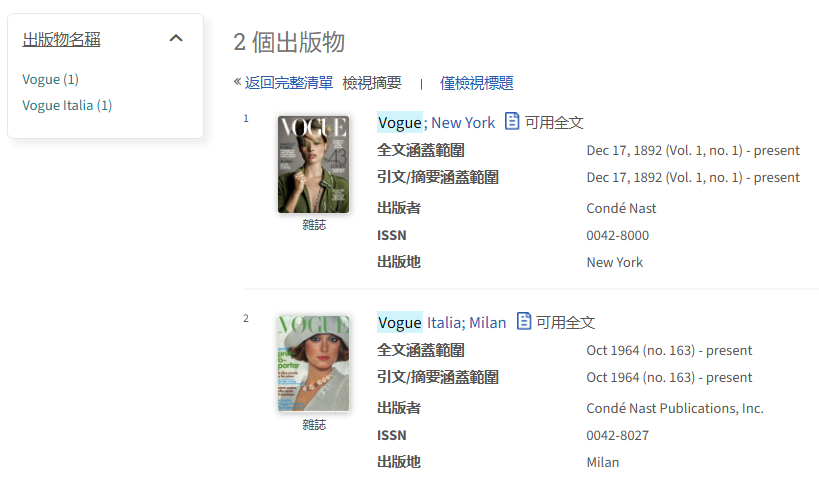 出版物名稱
Vogue (1)
Vogue Italia (1)
2 個出版物
« 返回完整清單 檢視摘要 | 僅檢視標題
1
VOGUE
43
雜誌
Vogue; New York 可用全文
全文涵蓋範圍 Dec 17, 1892 (Vol. 1, no. 1) - present
引文/摘要涵蓋範圍 Dec 17, 1892 (Vol. 1, no. 1) - present
出版者 Condé Nast
ISSN 0042-8000
出版地 New York
2
VOGUE
porter
雜誌
Vogue Italia; Milan 可用全文
全文涵蓋範圍 Oct 1964 (no. 163) - present
引文/摘要涵蓋範圍 Oct 1964 (no. 163) - present
出版者 Condé Nast Publications, Inc.
ISSN 0042-8027
出版地 Milan